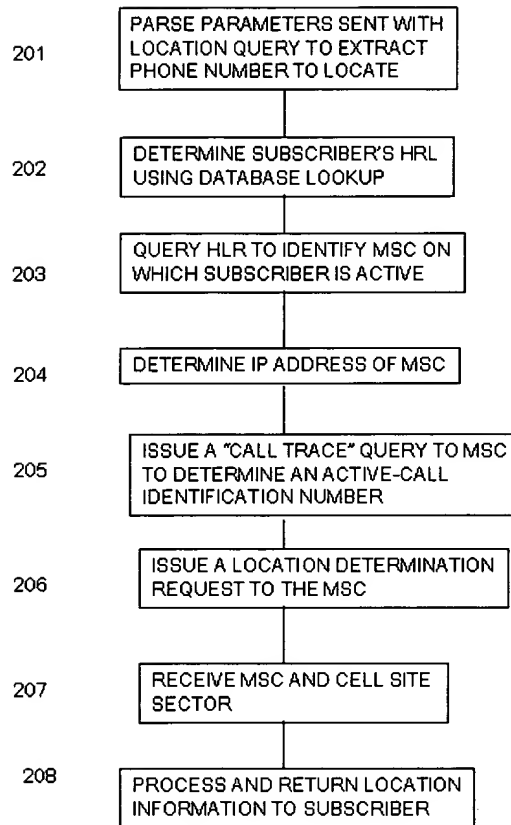 201
PARSE PARAMETERS SENT WITH
LOCATION QUERY TO EXTRACT
PHONE NUMBER TO LOCATE
202
DETERMINE SUBSCRIBER'S HRL
USING DATABASE LOOKUP
203
QUERY HLR TO IDENTIFY MSC ON
WHICH SUBSCRIBER IS ACTIVE
204
DETERMINE IP ADDRESS OF MSC
205
ISSUE A "CALL TRACE" QUERY TO MSC
TO DETERMINE AN ACTIVE-CALL
IDENTIFICATION NUMBER
206
ISSUE A LOCATION DETERMINATION
REQUEST TO THE MSC
207
RECEIVE MSC AND CELL SITE
SECTOR
208
PROCESS AND RETURN LOCATION
INFORMATION TO SUBSCRIBER